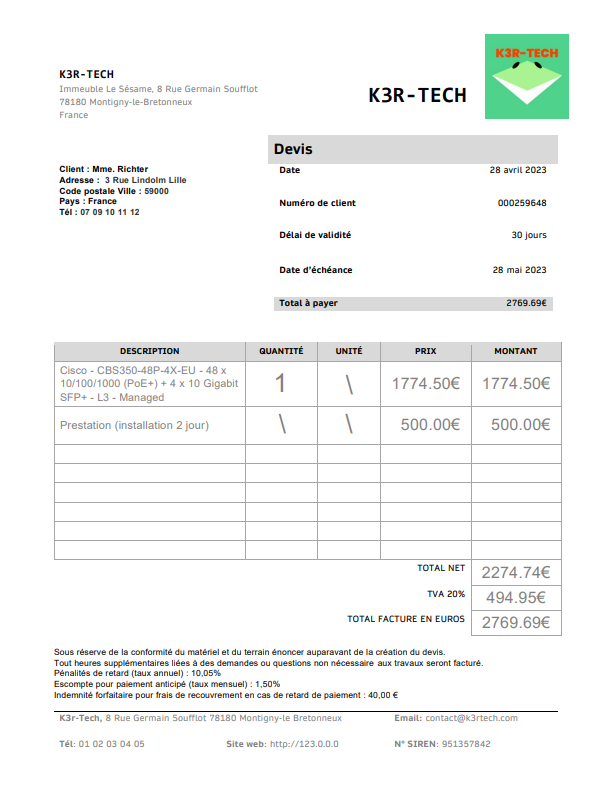 K3R-TECH
K3R-TECH
Immeuble Le Sésame, 8 Rue Germain Soufflot
78180 Montigny-le-Bretonneux
France
K3R-TECH
Devis
Client : Mme. Richter
Adresse : 3 Rue Lindolm Lille
Code postale Ville : 59000
Pays : France
Tél : 07 09 10 11 12
Date 28 avril 2023
Numéro de client 000259648
Délai de validité 30 jours
Date d'échéance 28 mai 2023
Total à payer 2769.69€
DESCRIPTION QUANTITÉ UNITÉ PRIX MONTANT
Cisco - CBS350-48P-4X-EU - 48 x
10/100/1000 (PoE+) + 4 x 10 Gigabit
SFP+ - L3 - Managed
1 \ 1774.50€ 1774.50€
Prestation (installation 2 jour) \ \ 500.00€ 500.00€
TOTAL NET 2274.74€
TVA 20% 494.95€
TOTAL FACTURE EN EUROS 2769.69€
Sous réserve de la conformité du matériel et du terrain énoncer auparavant de la création du devis.
Tout heures supplémentaires liées à des demandes ou questions non nécessaire aux travaux seront facturé.
Pénalités de retard (taux annuel) : 10,05%
Escompte pour paiement anticipé (taux mensuel) : 1,50%
Indemnité forfaitaire pour frais de recouvrement en cas de retard de paiement : 40,00 €
K3r-Tech, 8 Rue Germain Soufflot 78180 Montigny-le Bretonneux Email: contact@k3rtech.com
Tél: 01 02 03 04 05 Site web: http://123.0.0.0 N° SIREN: 951357842